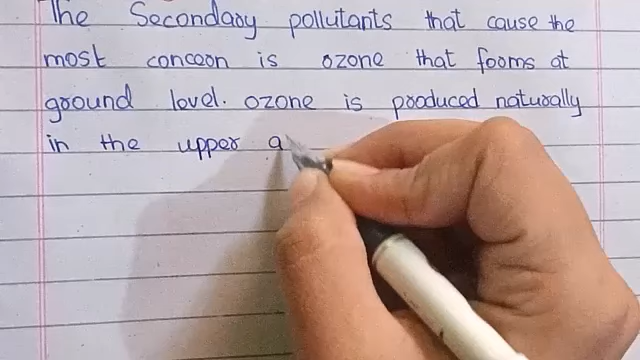 The Secondary pollutants that cause the
most concern is ozone that forms at
ground level. ozone is produced naturally
in the upper a